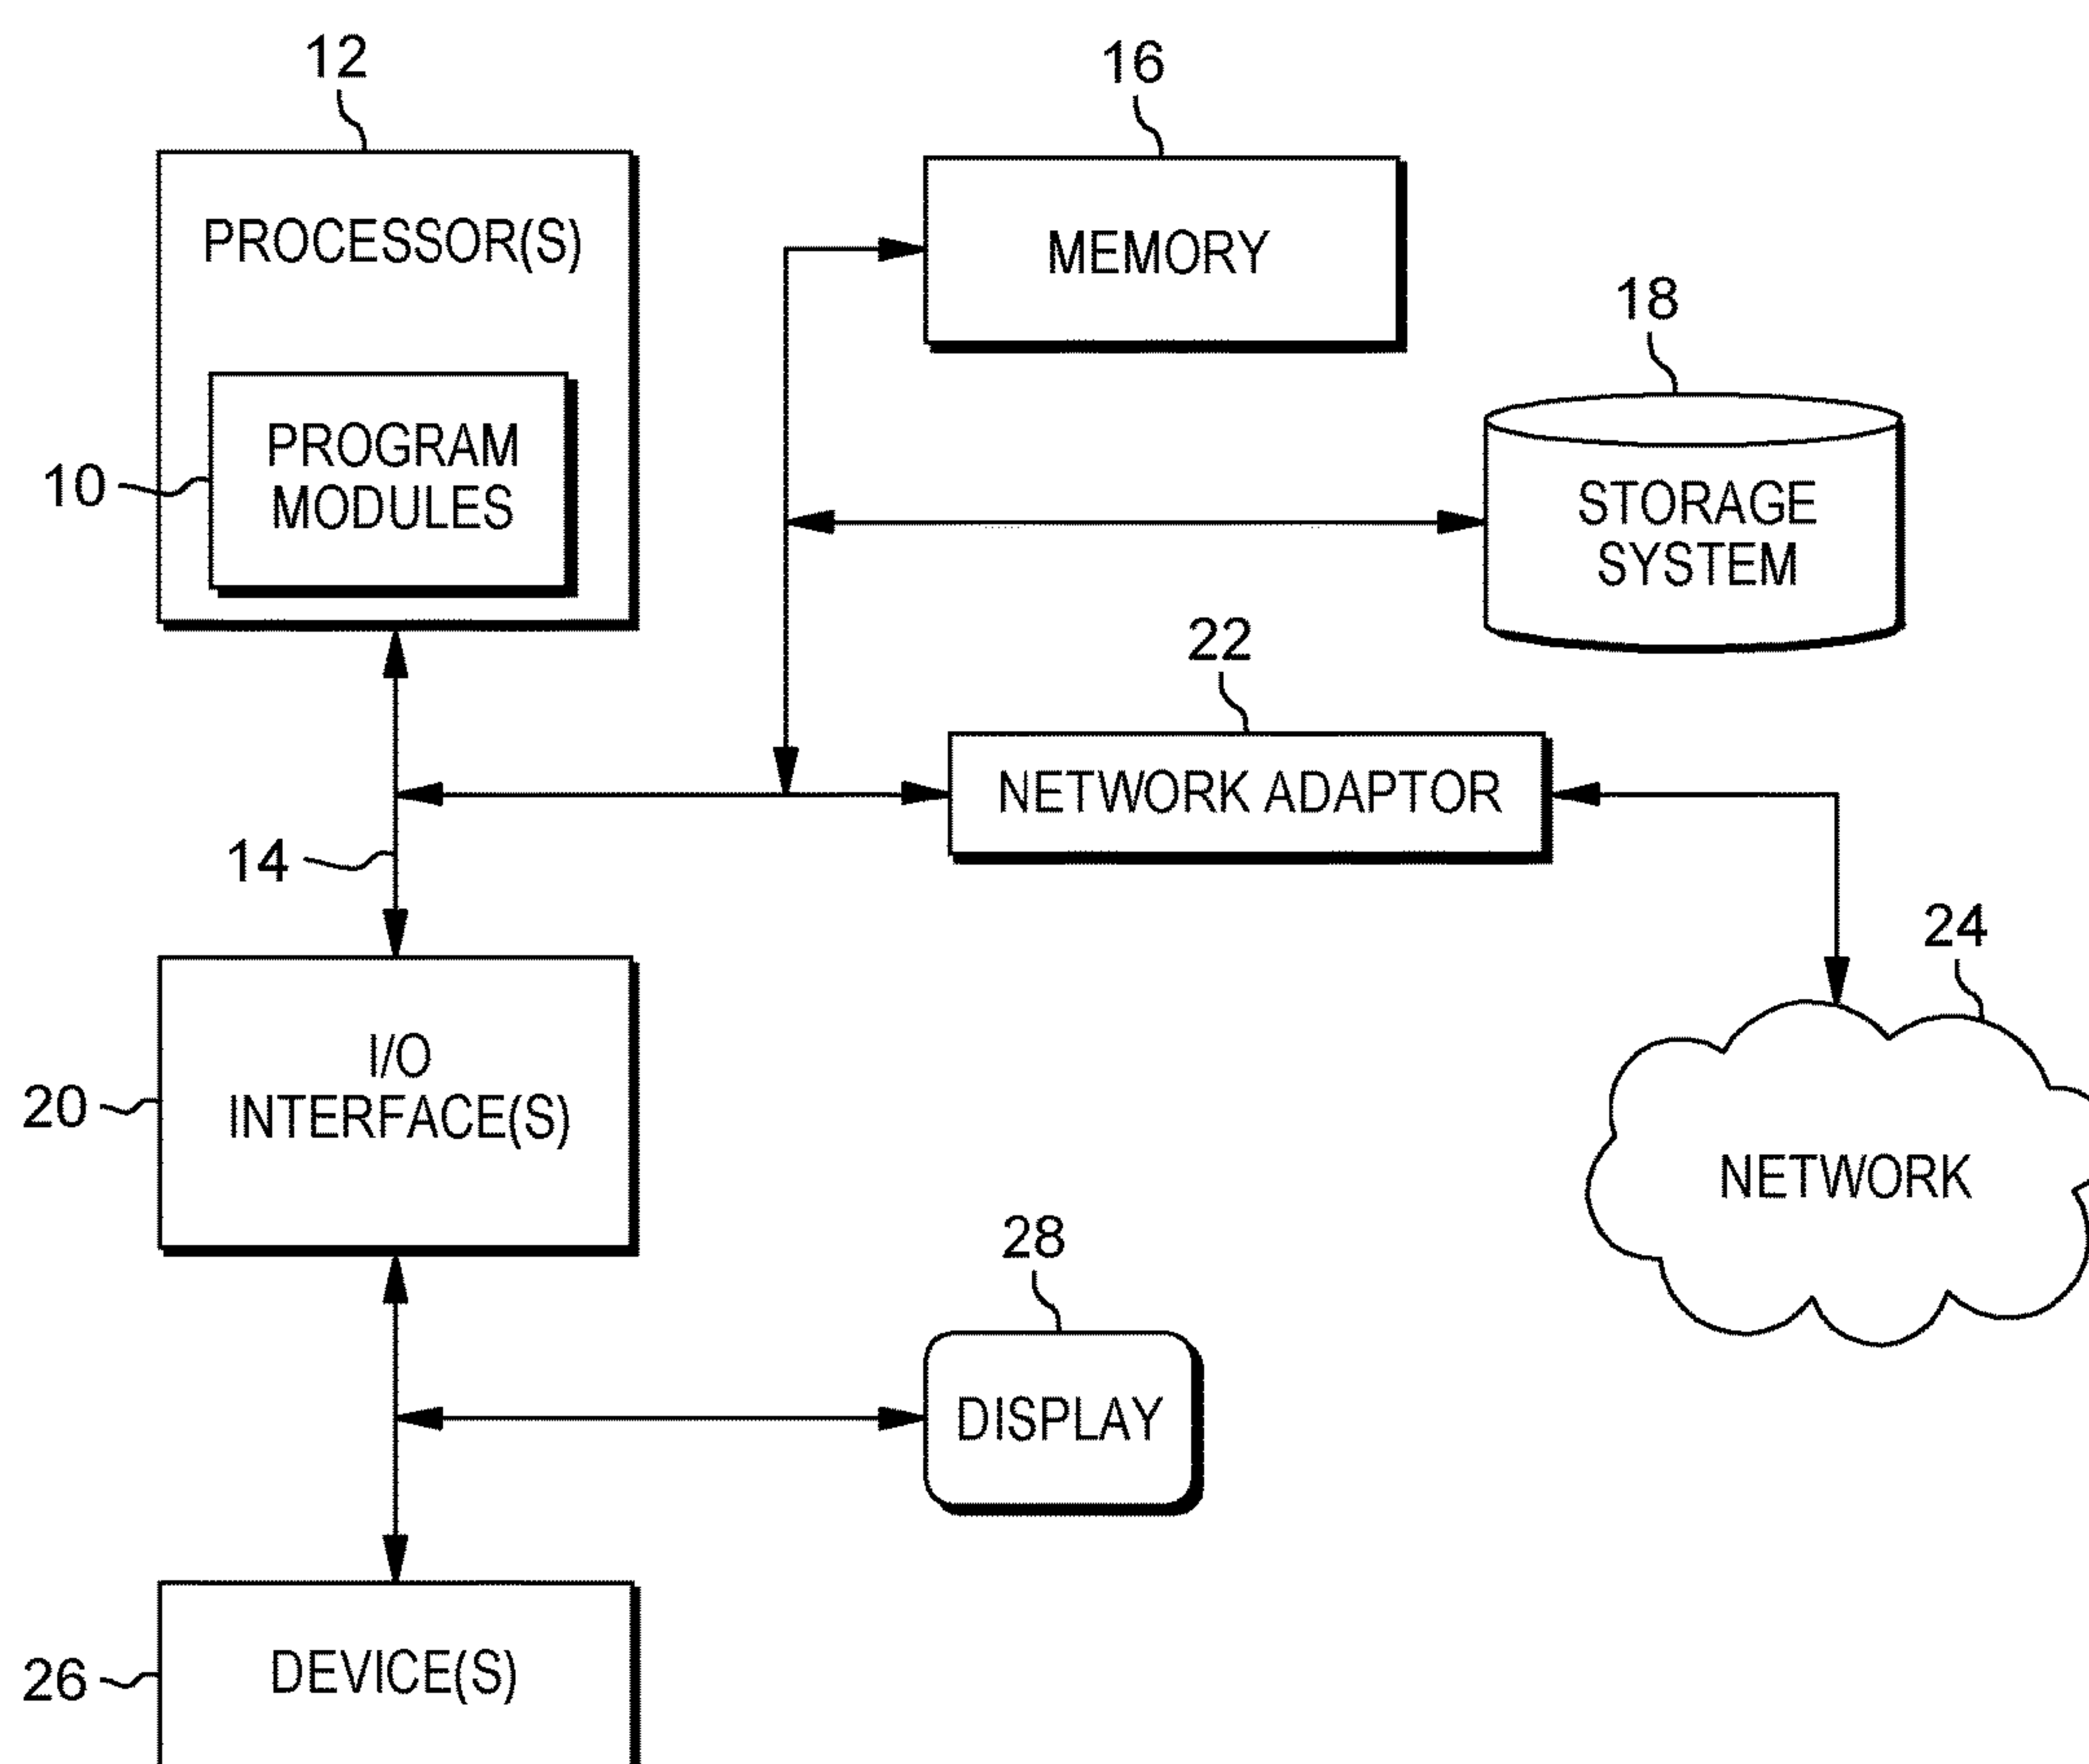 12
16
PROCESSOR(S)
MEMORY
18
PROGRAM
MODULES
10
STORAGE
SYSTEM
22
NETWORK ADAPTOR
14
24
I/O
INTERFACE(S)
20
NETWORK
28
DISPLAY
26
DEVICE(S)